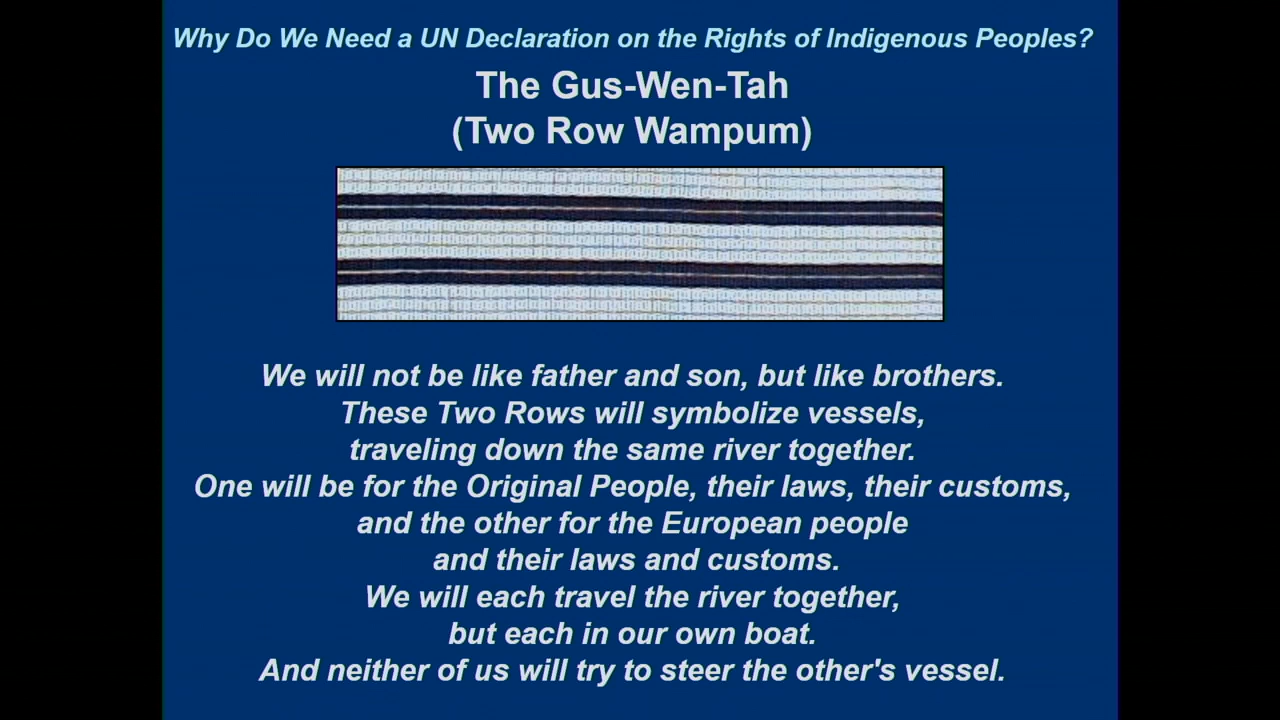 Why Do We Need a UN Declaration on the Rights of Indigenous Peoples?
The Gus-Wen-Tah
(Two Row Wampum)
We will not be like father and son, but like brothers.
These Two Rows will symbolize vessels,
traveling down the same river together.
One will be for the Original People, their laws, their customs,
and the other for the European people
and their laws and customs.
We will each travel the river together,
but each in our own boat.
And neither of us will try to steer the other's vessel.